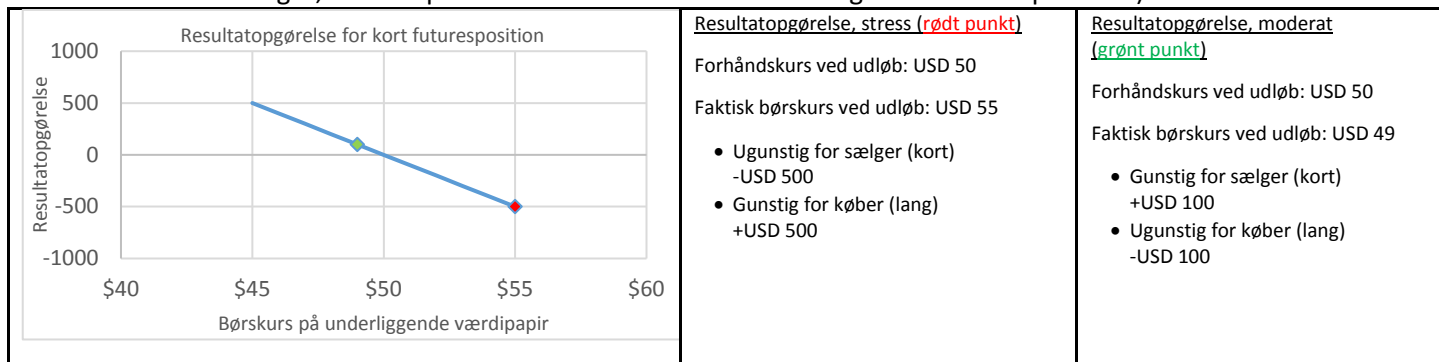 Resultatopgørelse for kort futuresposition
1000
500
0
-500
-1000
Resultatopgørelse
$40 $45 $50 $55 $60
Børskurs på underliggende værdipapir
Resultatopgørelse, stress (rødt punkt)
Forhåndskurs ved udløb: USD 50
Faktisk børskurs ved udløb: USD 55
• Ugunstig for sælger (kort)
-USD 500
• Gunstig for køber (lang)
+USD 500
Resultatopgørelse, moderat
(grønt punkt)
Forhåndskurs ved udløb: USD 50
Faktisk børskurs ved udløb: USD 49
• Gunstig for sælger (kort)
+USD 100
• Ugunstig for køber (lang)
-USD 100